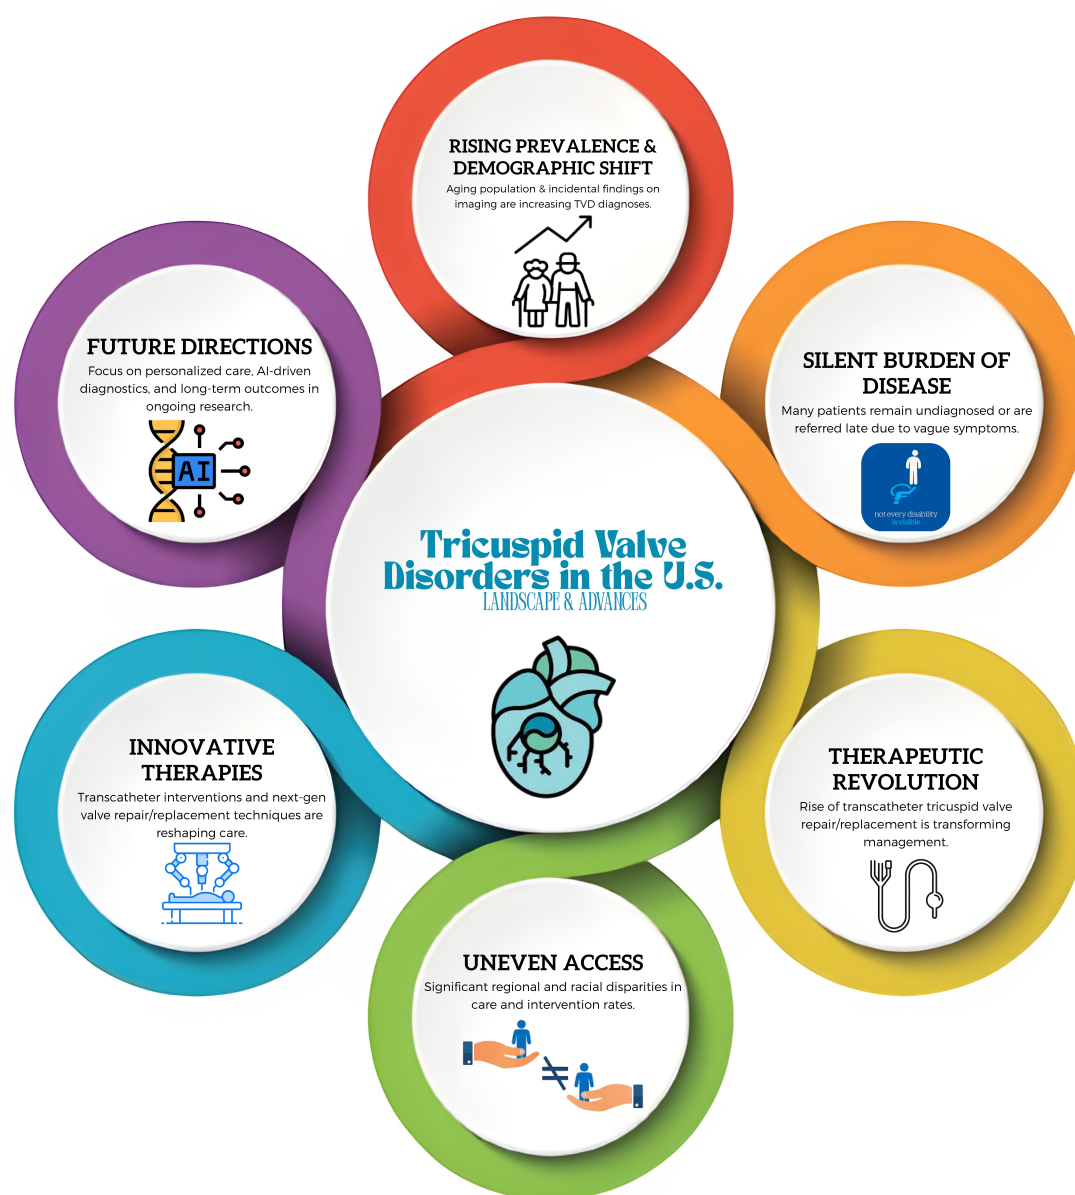 RISING PREVALENCE &
DEMOGRAPHIC SHIFT
Aging population & incidental findings on
imaging are increasing TVD diagnoses.
SILENT BURDEN OF
DISEASE
Many patients remain undiagnosed or are
referred late due to vague symptoms.
not every disability
is visible
THERAPEUTIC
REVOLUTION
Rise of transcatheter tricuspid valve
repair/replacement is transforming
management.
UNEVEN ACCESS
Significant regional and racial disparities in
care and intervention rates.
INNOVATIVE
THERAPIES
Transcatheter interventions and next-gen
valve repair/replacement techniques are
reshaping care.
FUTURE DIRECTIONS
Focus on personalized care, AI-driven
diagnostics, and long-term outcomes in
ongoing research.
AI
Tricuspid Valve
Disorders in the U.S.
LANDSCAPE & ADVANCES